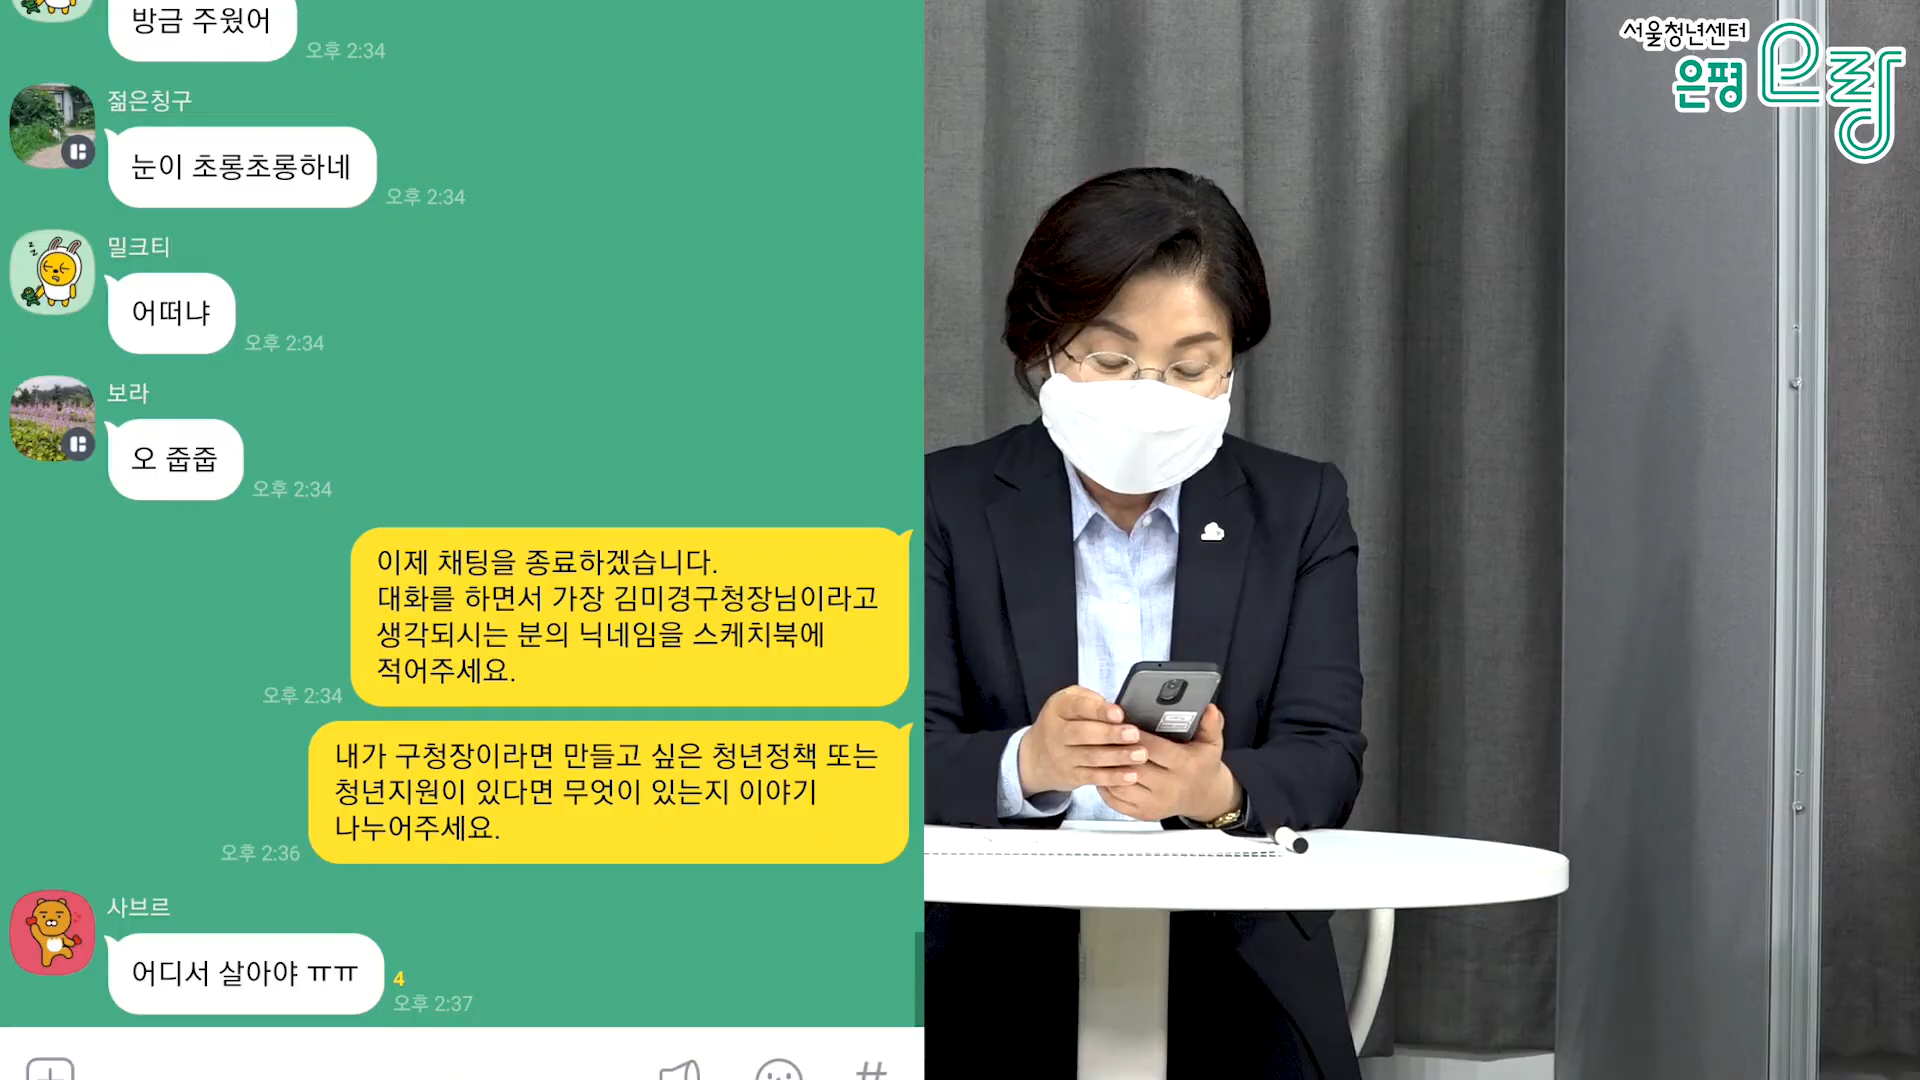 방금 주웠어
오후 2:34
젊은칭구
눈이 초롱초롱하네
오후 2:34
밀크티
어떠냐
오후 2:34
보라
오 줍줍
오후 2:34
이제 채팅을 종료하겠습니다.
대화를 하면서 가장 김미경구청장님이라고
생각되시는 분의 닉네임을 스케치북에
적어주세요.
오후 2:34
내가 구청장이라면 만들고 싶은 청년정책 또는
청년지원이 있다면 무엇이 있는지 이야기
나누어주세요.
오후 2:36
사브르
어디서 살아야 ㅠㅠ
4
오후 2:37
#
서울청년센터
은평 오랑